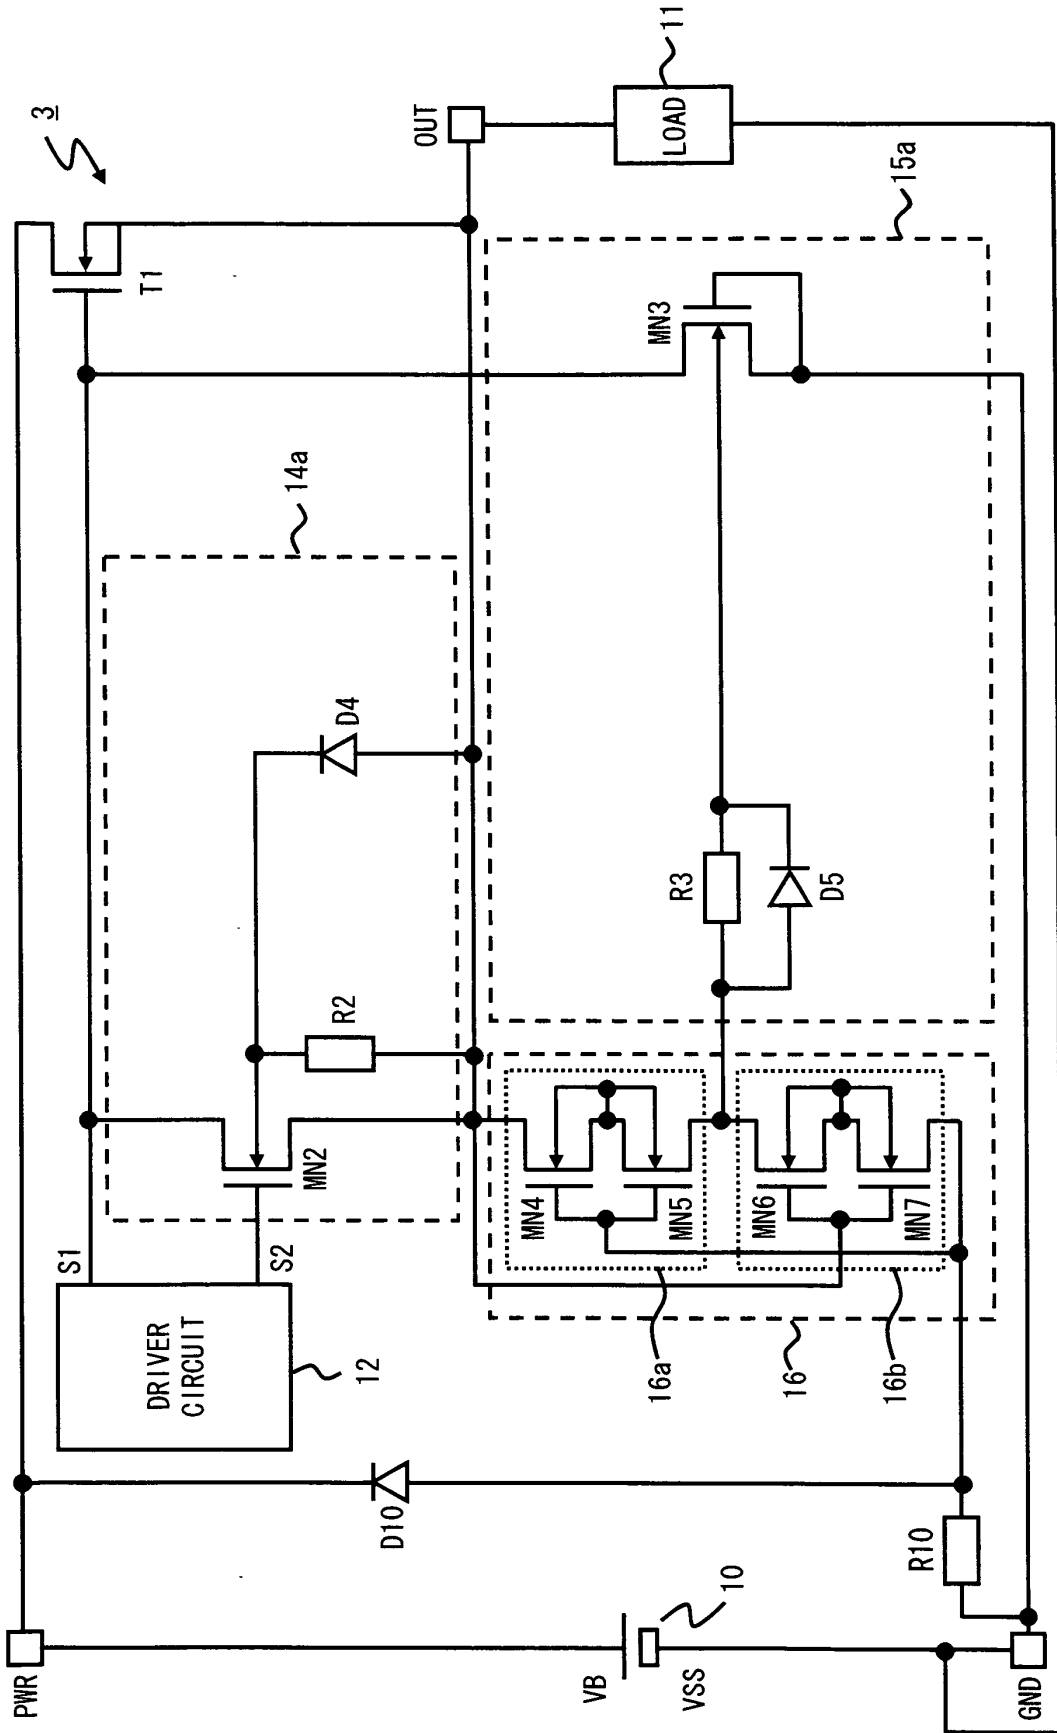 3
PWR
DRIVER
CIRCUIT
12
S1
S2
14a
T1
OUT
11
LOAD
D10
MN2
R2
D4
15a
VB
10
VSS
16a
16
16b
MN4
MN5
MN6
MN7
R3
D5
MN3
R10
GND